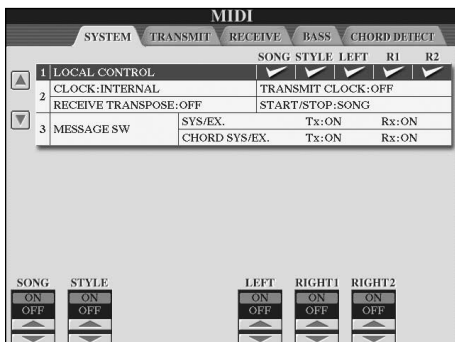 MIDI
SYSTEM TRANSMIT RECEIVE BASS CHORD DETECT
SONG STYLE LEFT R1 R2
1 LOCAL CONTROL
2 CLOCK:INTERNAL TRANSMIT CLOCK:OFF
RECEIVE TRANSPOSE:OFF START/STOP:SONG
3 MESSAGE SW SYS/EX. Tx:ON Rx:ON
CHORD SYS/EX. Tx:ON Rx:ON
SONG STYLE LEFT RIGHT1 RIGHT2
ON ON ON ON ON
OFF OFF OFF OFF OFF